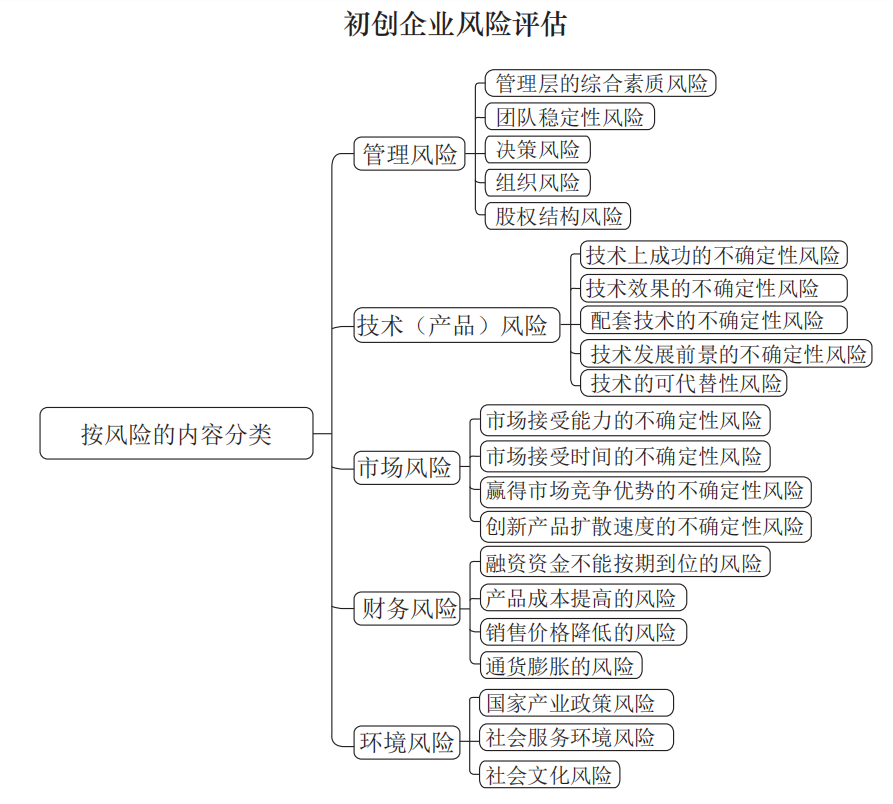 初创企业风险评估
按风险的内容分类
管理风险
管理层的综合素质风险
团队稳定性风险
决策风险
组织风险
股权结构风险
技术（产品）风险
技术上成功的不确定性风险
技术效果的不确定性风险
配套技术的不确定性风险
技术发展前景的不确定性风险
技术的可代替性风险
市场风险
市场接受能力的不确定性风险
市场接受时间的不确定性风险
赢得市场竞争优势的不确定性风险
创新产品扩散速度的不确定性风险
财务风险
融资资金不能按期到位的风险
产品成本提高的风险
销售价格降低的风险
通货膨胀的风险
环境风险
国家产业政策风险
社会服务环境风险
社会文化风险